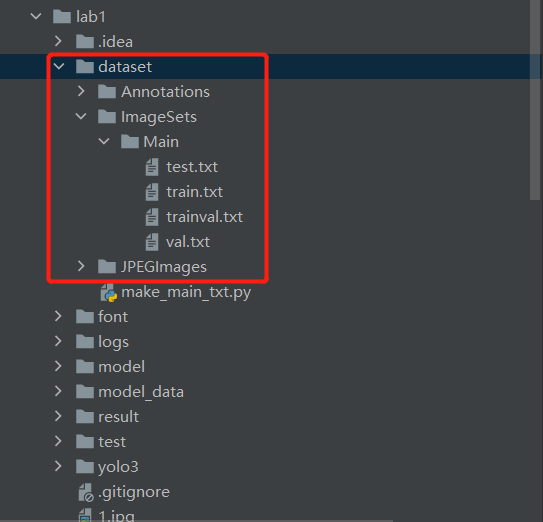 lab1
.idea
dataset
Annotations
ImageSets
Main
test.txt
train.txt
trainval.txt
val.txt
JPEGImages
make_main_txt.py
font
logs
model
model_data
result
test
yolo3
.gitignore
1.jpg